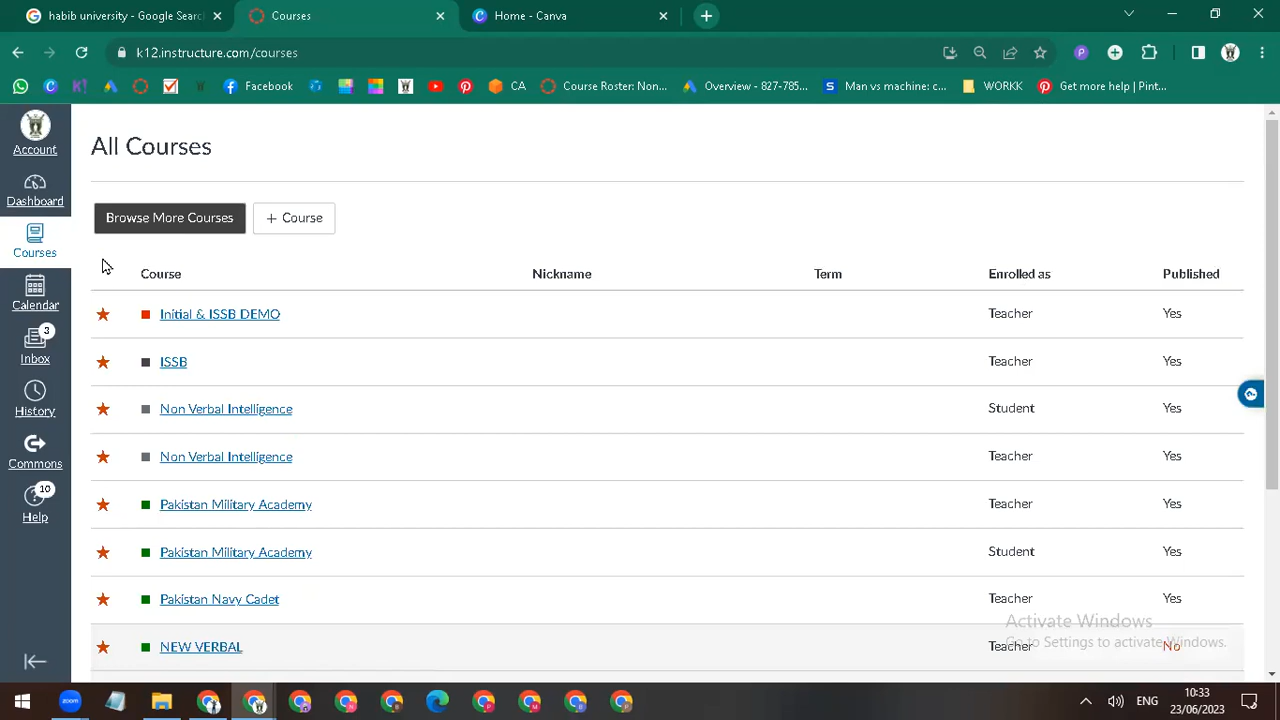 habib university - Google Searc
Courses
Home - Canva
k12.instructure.com/courses
Facebook
CA
Course Roster: Non...
Overview - 827-785...
Man vs machine: c...
WORKK
Get more help | Pint...
Account
Dashboard
Courses
Calendar
3
Inbox
History
Commons
10
Help
All Courses
Browse More Courses
+ Course
Course Nickname Term Enrolled as Published
Initial & ISSB DEMO Teacher Yes
ISSB Teacher Yes
Non Verbal Intelligence Student Yes
Non Verbal Intelligence Teacher Yes
Pakistan Military Academy Teacher Yes
Pakistan Military Academy Student Yes
Pakistan Navy Cadet Teacher Yes
NEW VERBAL Teacher No
Activate Windows
Go to Settings to activate Windows.
zoom
ENG
10:33
23/06/2023